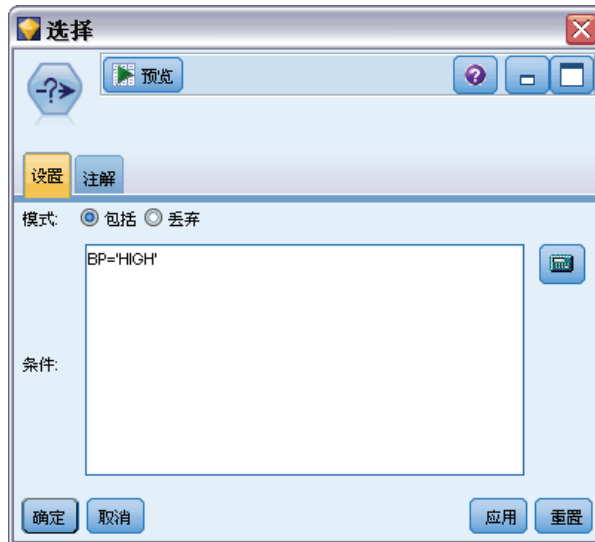 选择
预览
设置 注解
模式: 包括 丢弃
BP='HIGH'
条件:
确定 取消 应用 重置